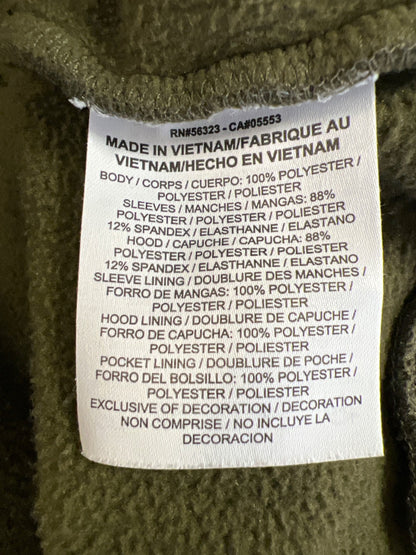 RN#56323 - CA#05553
MADE IN VIETNAM/FABRIQUE AU
VIETNAM/HECHO EN VIETNAM
BODY / CORPS / CUERPO: 100% POLYESTER /
POLYESTER / POLIESTER
SLEEVES / MANCHES / MANGAS: 88%
POLYESTER / POLYESTER / POLIESTER
12% SPANDEX / ELASTHANNE / ELASTANO
HOOD / CAPUCHE / CAPUCHA: 88%
POLYESTER / POLYESTER / POLIESTER
12% SPANDEX / ELASTHANNE / ELASTANO
SLEEVE LINING / DOUBLURE DES MANCHES /
FORRO DE MANGAS: 100% POLYESTER /
POLYESTER / POLIESTER
HOOD LINING / DOUBLURE DE CAPUCHE /
FORRO DE CAPUCHA: 100% POLYESTER /
POLYESTER / POLIESTER
POCKET LINING / DOUBLURE DE POCHE /
FORRO DEL BOLSILLO: 100% POLYESTER /
POLYESTER / POLIESTER
EXCLUSIVE OF DECORATION / DECORATION
NON COMPRISE / NO INCLUYE LA
DECORACION